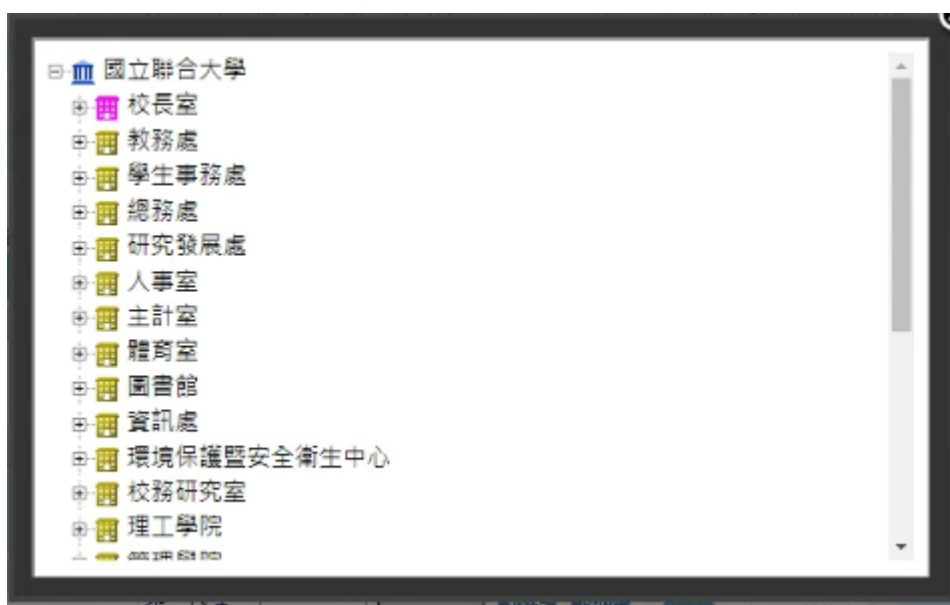 國立聯合大學
校長室
教務處
學生事務處
總務處
研究發展處
人事室
主計室
體育室
圖書館
資訊處
環境保護暨安全衛生中心
校務研究室
理工學院